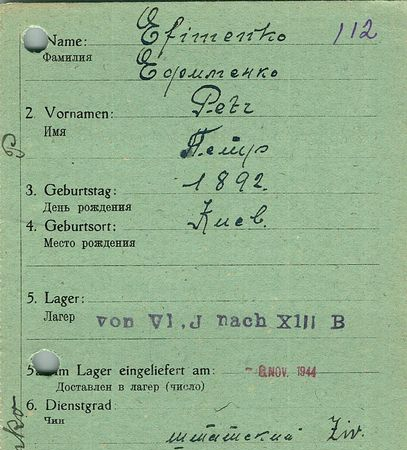 Name: Efimenko 112
Фамилия Ефименко
2. Vornamen: Petr
Имя Петр
3. Geburtstag: 1892.
День рождения
4. Geburtsort: Киев.
Место рождения
5. Lager:
Лагер von VI.J nach XIII B
im Lager eingeliefert am: NOV. 1944
Доставлен в лагер (число)
6. Dienstgrad:
Чин штатский Ziv.